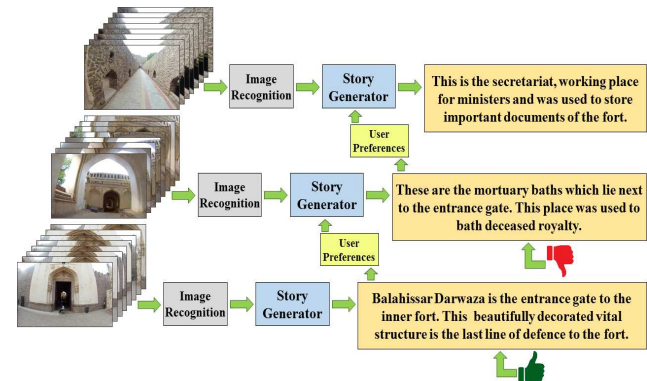 Image
Recognition
Story
Generator
This is the secretariat, working place
for ministers and was used to store
important documents of the fort.
User
Preferences
Image
Recognition
Story
Generator
These are the mortuary baths which lie next
to the entrance gate. This place was used to
bath deceased royalty.
User
Preferences
Image
Recognition
Story
Generator
Balahissar Darwaza is the entrance gate to the
inner fort. This beautifully decorated vital
structure is the last line of defence to the fort.